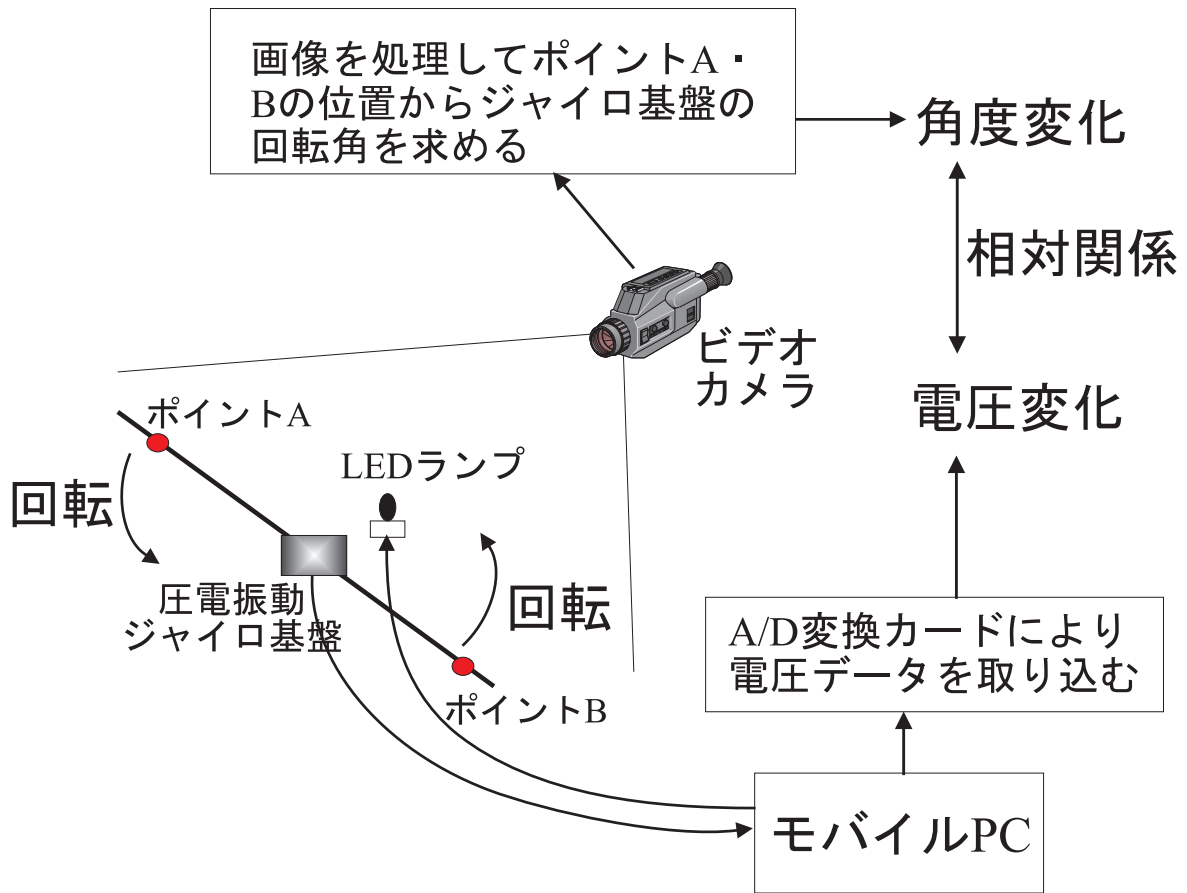 画像を処理してポイントA・
Bの位置からジャイロ基盤の
回転角を求める
角度変化
相対関係
ビデオ
カメラ
電圧変化
ポイントA
LEDランプ
回転
圧電振動
ジャイロ基盤
回転
A/D変換カードにより
電圧データを取り込む
ポイントB
モバイルPC